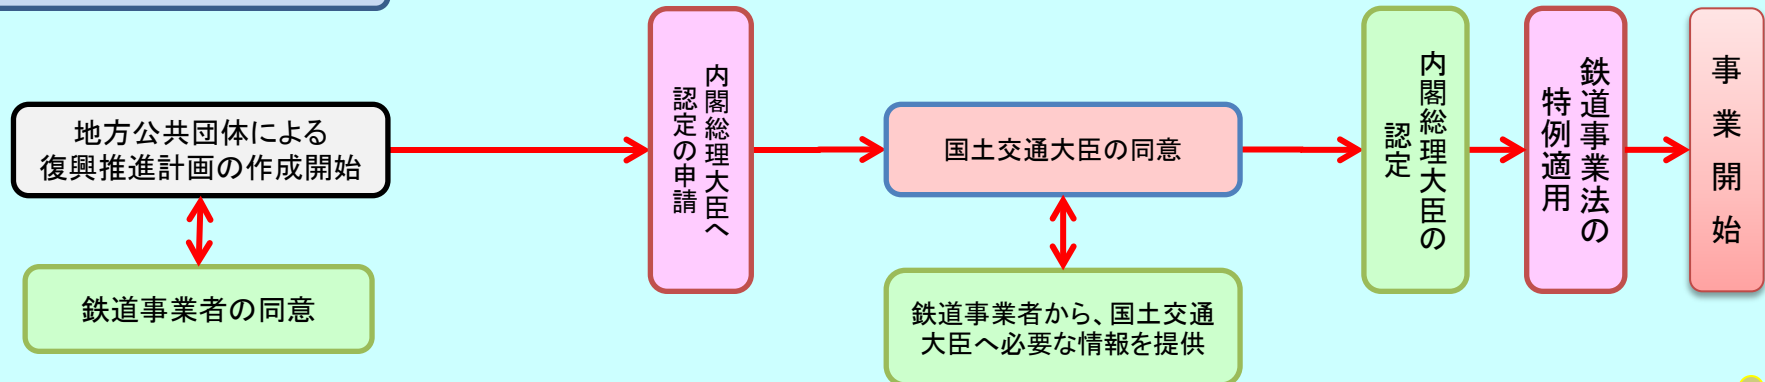 地方公共団体による
復興推進計画の作成開始
鉄道事業者の同意
内閣総理大臣へ
認定の申請
国土交通大臣の同意
鉄道事業者から、国土交通
大臣へ必要な情報を提供
内閣総理大臣の
認定
鉄道事業法の
特例適用
事業開始